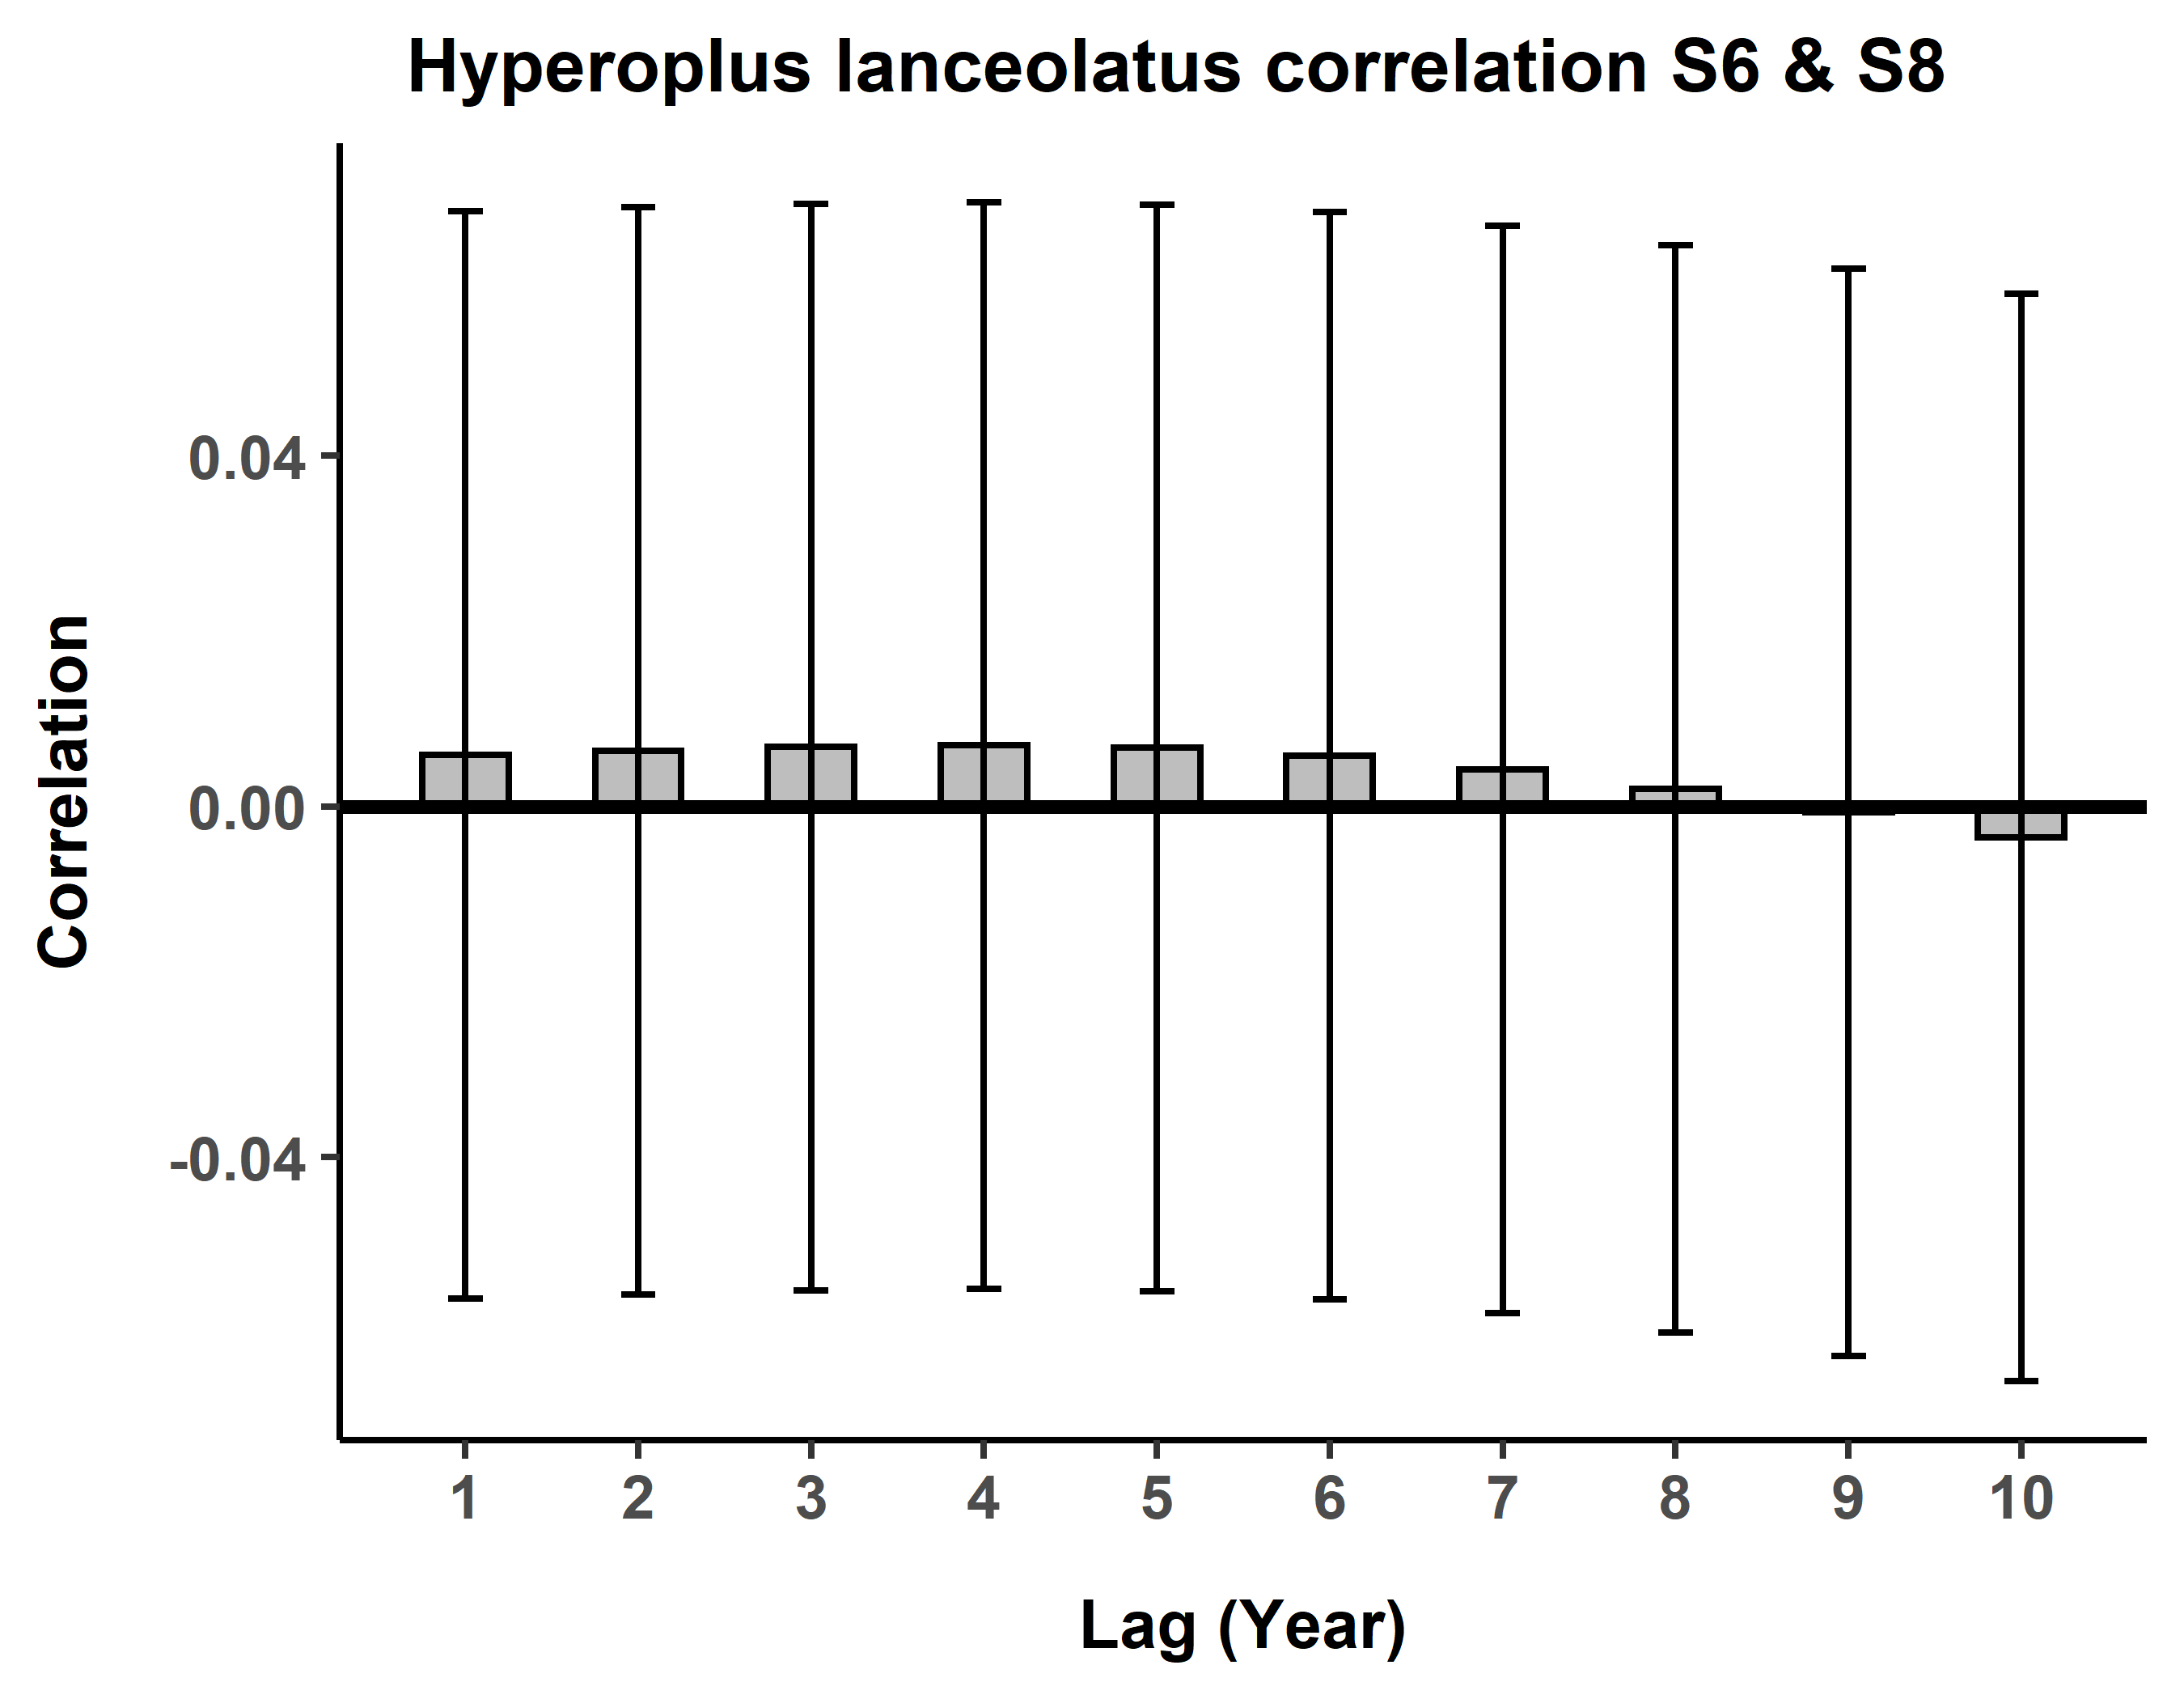 Hyperoplus lanceolatus correlation S6 & S8
Correlation
0.04
0.00
-0.04
1 2 3 4 5 6 7 8 9 10
Lag (Year)